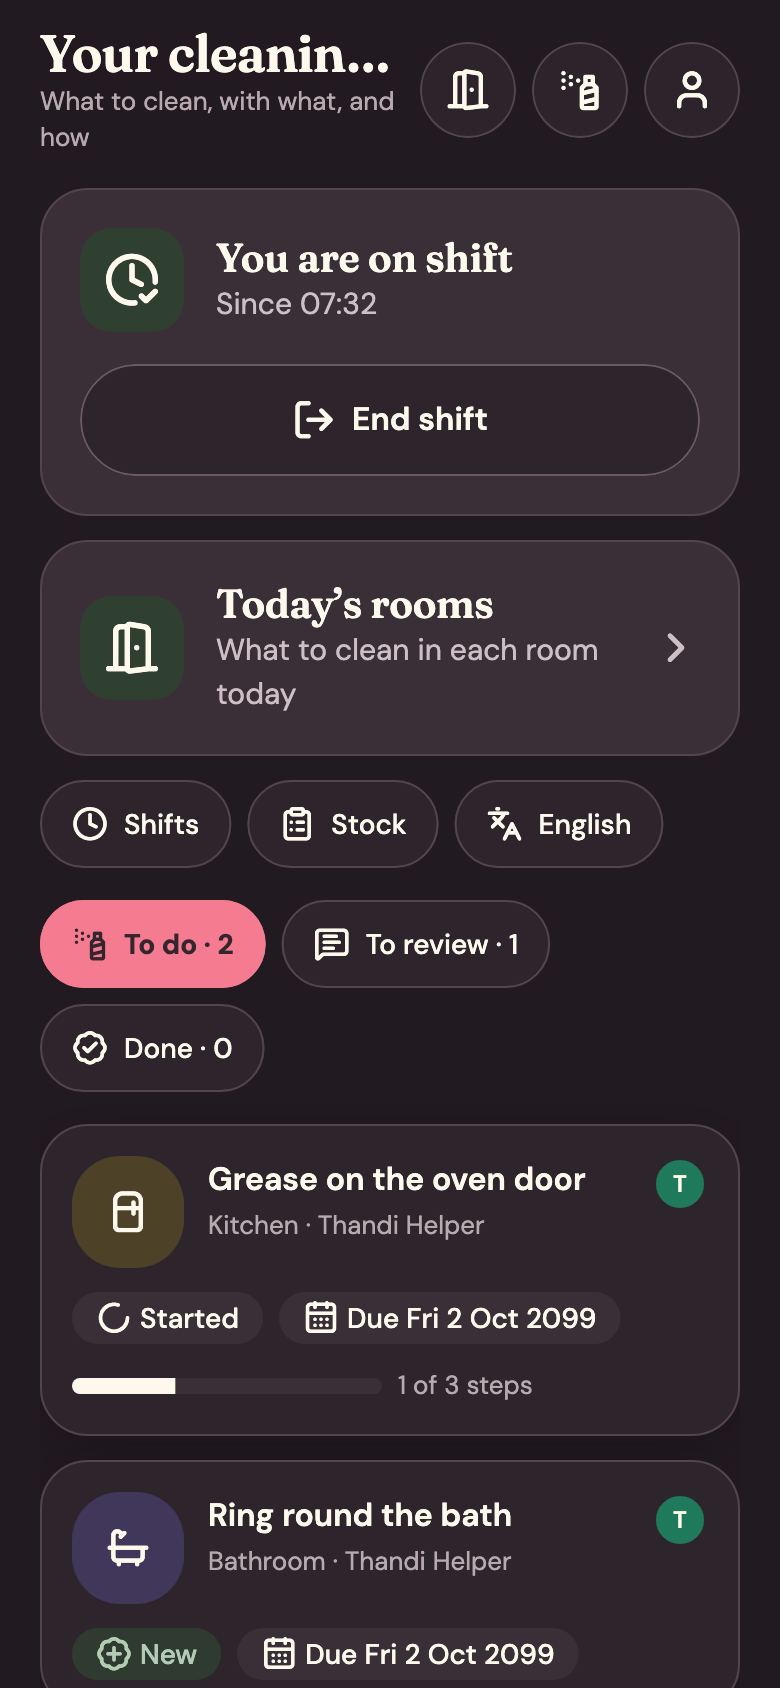 Your cleanin...
What to clean, with what, and
how
You are on shift
Since 07:32
End shift
Today’s rooms
What to clean in each room
today
Shifts
Stock
English
To do · 2
To review · 1
Done · 0
Grease on the oven door
T
Kitchen · Thandi Helper
Started
Due Fri 2 Oct 2099
1 of 3 steps
Ring round the bath
T
Bathroom · Thandi Helper
New
Due Fri 2 Oct 2099